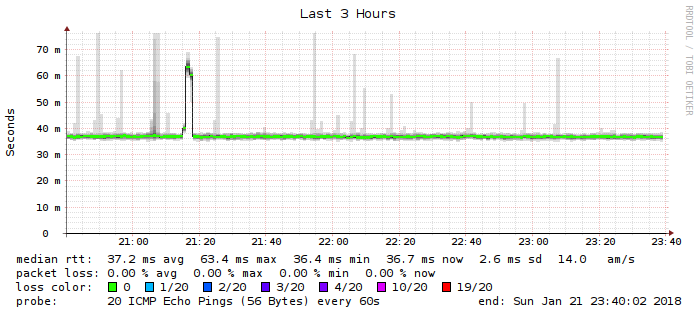 Last 3 Hours
RRDTOOL / TOBI OETIKER
Seconds
70 m
60 m
50 m
40 m
30 m
20 m
10 m
0
21:00 21:20 21:40 22:00 22:20 22:40 23:00 23:20 23:40
median rtt: 37.2 ms avg 63.4 ms max 36.4 ms min 36.7 ms now 2.6 ms sd 14.0 am/s
packet loss: 0.00 % avg 0.00 % max 0.00 % min 0.00 % now
loss color: 0 1/20 2/20 3/20 4/20 10/20 19/20
probe: 20 ICMP Echo Pings (56 Bytes) every 60s end: Sun Jan 21 23:40:02 2018